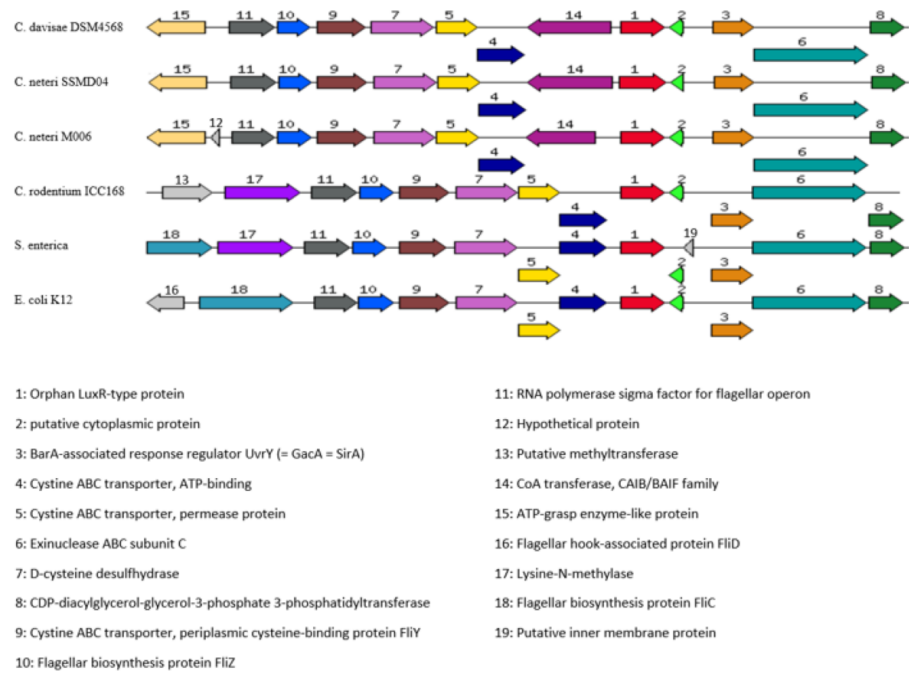 15 11 10 9 7 5 14 1 2 3 8
C. davisae DSM4568
4 6
15 11 10 9 7 5 14 1 2 3 8
C. neteri SSMD04
4 6
15 12 11 10 9 7 5 14 1 2 3 8
C. neteri M006
4 6
13 17 11 10 9 7 5 1 2 6
C. rodentium ICC168
4 3 8
18 17 11 10 9 7 4 1 19 6 8
S. enterica
5 2 3
16 18 11 10 9 7 4 1 2 6 8
E. coli K12
5 3
1: Orphan LuxR-type protein
2: putative cytoplasmic protein
3: BarA-associated response regulator UvrY (= GacA = SirA)
4: Cystine ABC transporter, ATP-binding
5: Cystine ABC transporter, permease protein
6: Exinuclease ABC subunit C
7: D-cysteine desulfhydrase
8: CDP-diacylglycerol-glycerol-3-phosphate 3-phosphatidyltransferase
9: Cystine ABC transporter, periplasmic cysteine-binding protein FliY
10: Flagellar biosynthesis protein FliZ
11: RNA polymerase sigma factor for flagellar operon
12: Hypothetical protein
13: Putative methyltransferase
14: CoA transferase, CAIB/BAIF family
15: ATP-grasp enzyme-like protein
16: Flagellar hook-associated protein FliD
17: Lysine-N-methylase
18: Flagellar biosynthesis protein FliC
19: Putative inner membrane protein